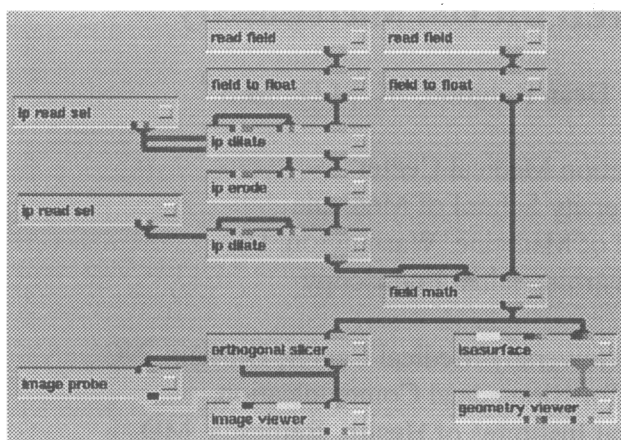 read field read field
field to float field to float
ip read sel
ip dilate
ip erode
ip read sel
ip dilate
field math
orthogonal slicer isosurface
image probe
image viewer geometry viewer